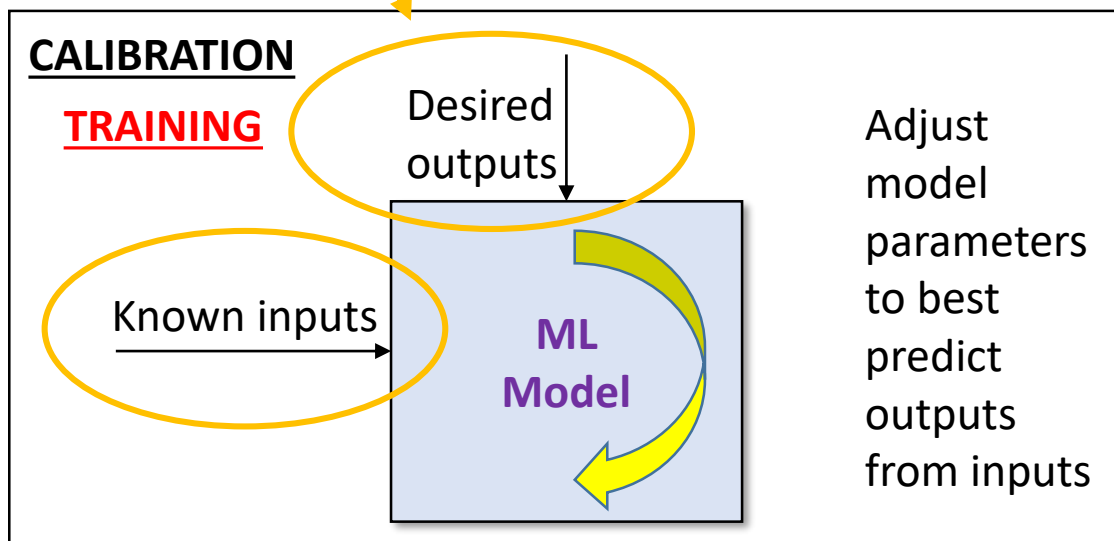 CALIBRATION
TRAINING
Desired
outputs
Known inputs
ML
Model
Adjust
model
parameters
to best
predict
outputs
from inputs